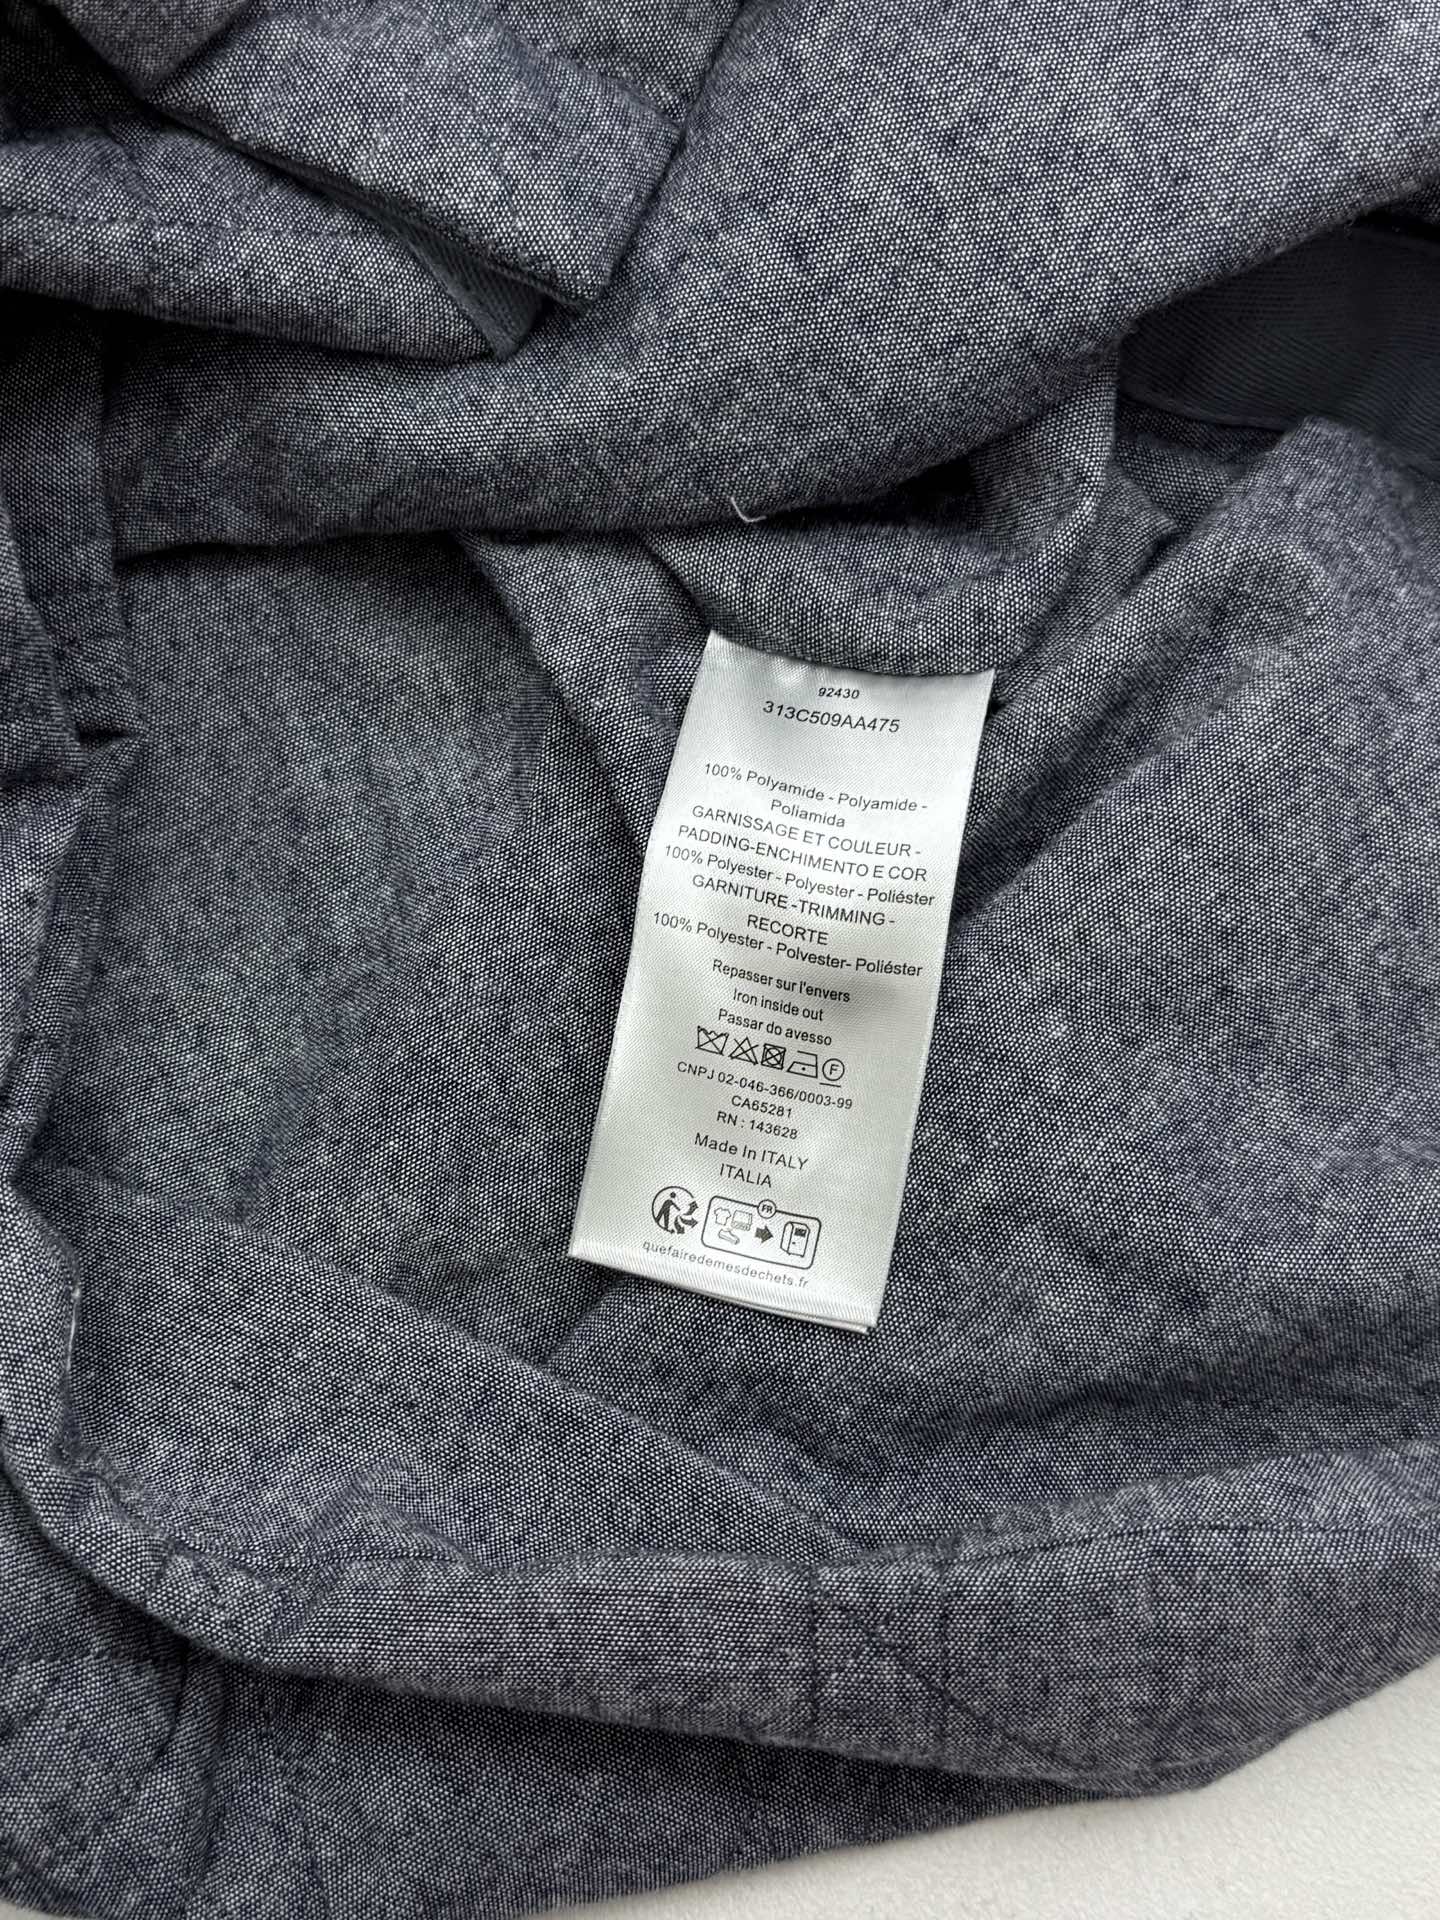 92430
313C509AA475
100% Polyamide - Polyamide -
Poliamida
GARNISSAGE ET COULEUR -
PADDING-ENCHIMENTO E COR
100% Polyester - Polyester - Poliéster
GARNITURE -TRIMMING -
RECORTE
100% Polyester - Polvester- Poliéster
Repasser sur l'envers
Iron inside out
Passar do avesso
F
CNPJ 02-046-366/0003-99
CA65281
RN : 143628
Made In ITALY
ITALIA
FR
quefairedemesdechets.fr